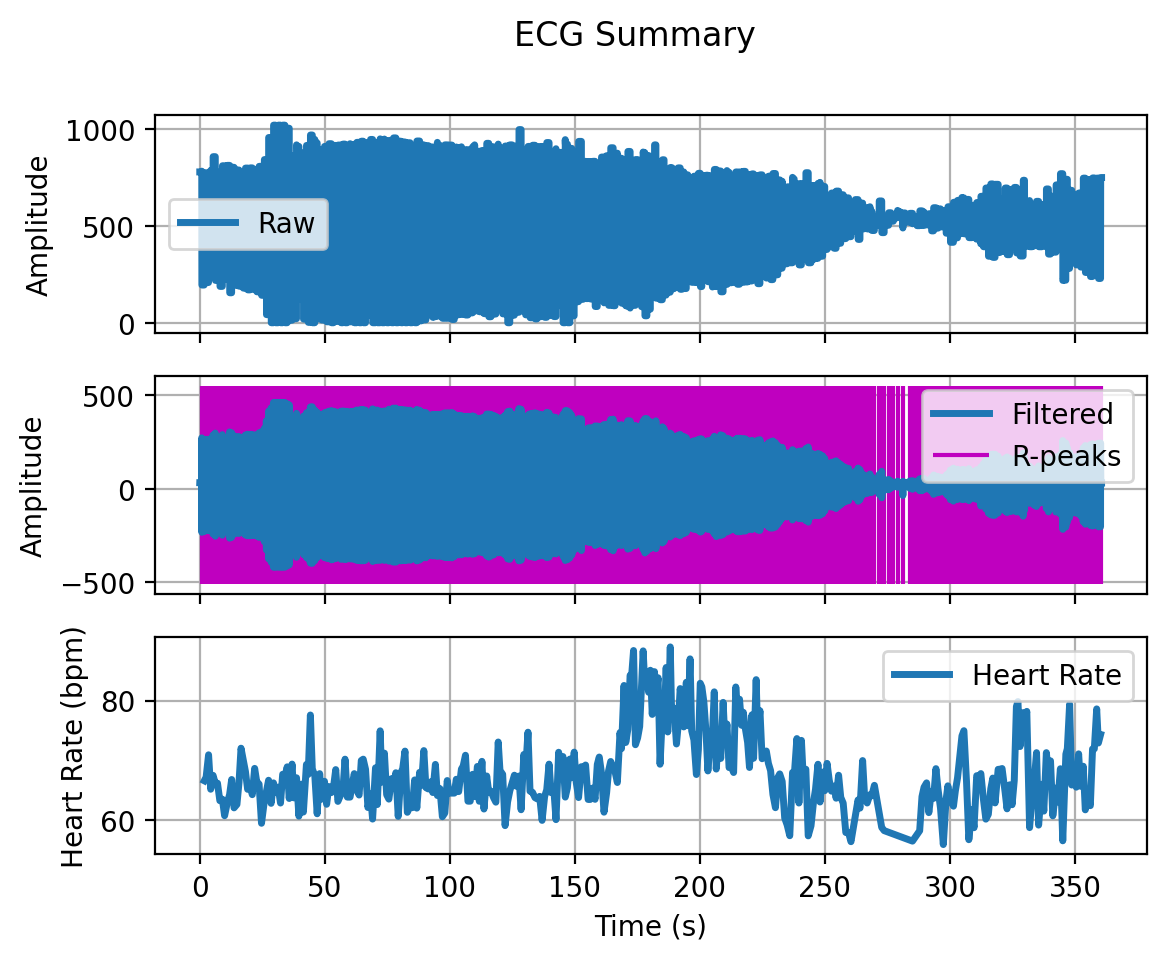 ECG Summary
Amplitude
1000
500
0
Raw
Amplitude
500
0
−500
Filtered
R-peaks
Heart Rate (bpm)
80
60
Heart Rate
0 50 100 150 200 250 300 350
Time (s)